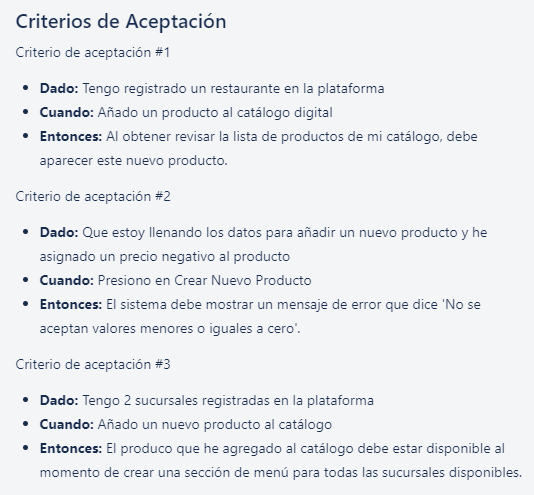 Criterios de Aceptación
Criterio de aceptación #1
• Dado: Tengo registrado un restaurante en la plataforma
• Cuando: Añado un producto al catálogo digital
• Entonces: Al obtener revisar la lista de productos de mi catálogo, debe
aparecer este nuevo producto.
Criterio de aceptación #2
• Dado: Que estoy llenando los datos para añadir un nuevo producto y he
asignado un precio negativo al producto
• Cuando: Presiono en Crear Nuevo Producto
• Entonces: El sistema debe mostrar un mensaje de error que dice 'No se
aceptan valores menores o iguales a cero'.
Criterio de aceptación #3
• Dado: Tengo 2 sucursales registradas en la plataforma
• Cuando: Añado un nuevo producto al catálogo
• Entonces: El produco que he agregado al catálogo debe estar disponible al
momento de crear una sección de menú para todas las sucursales disponibles.